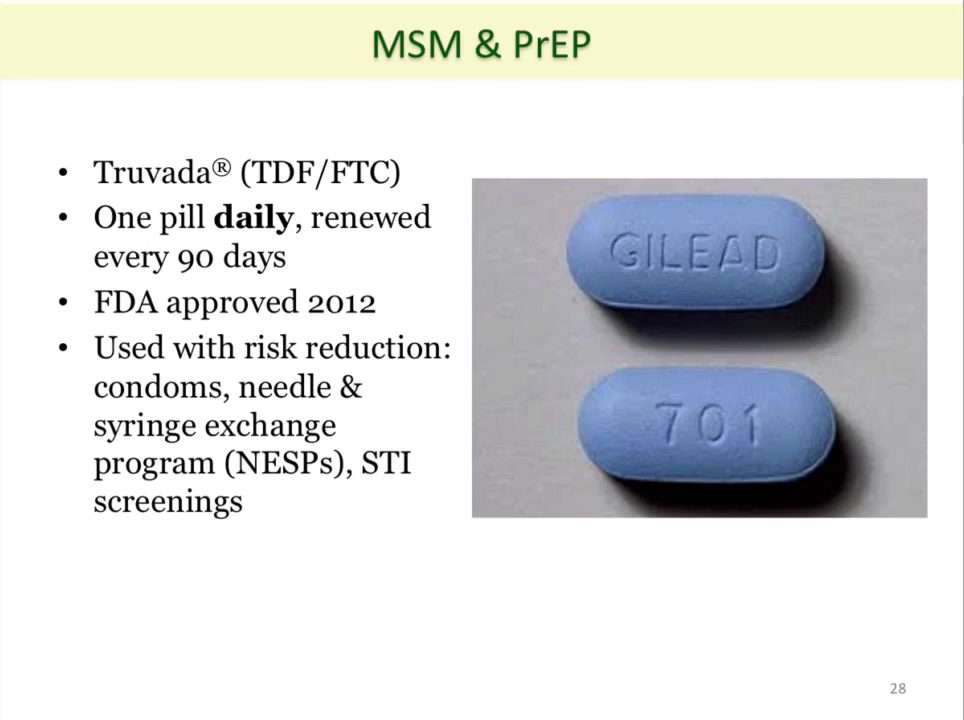 MSM & PrEP
• Truvada® (TDF/FTC)
• One pill daily, renewed
every 90 days
• FDA approved 2012
• Used with risk reduction:
condoms, needle &
syringe exchange
program (NESPs), STI
screenings
GILEAD
701
28